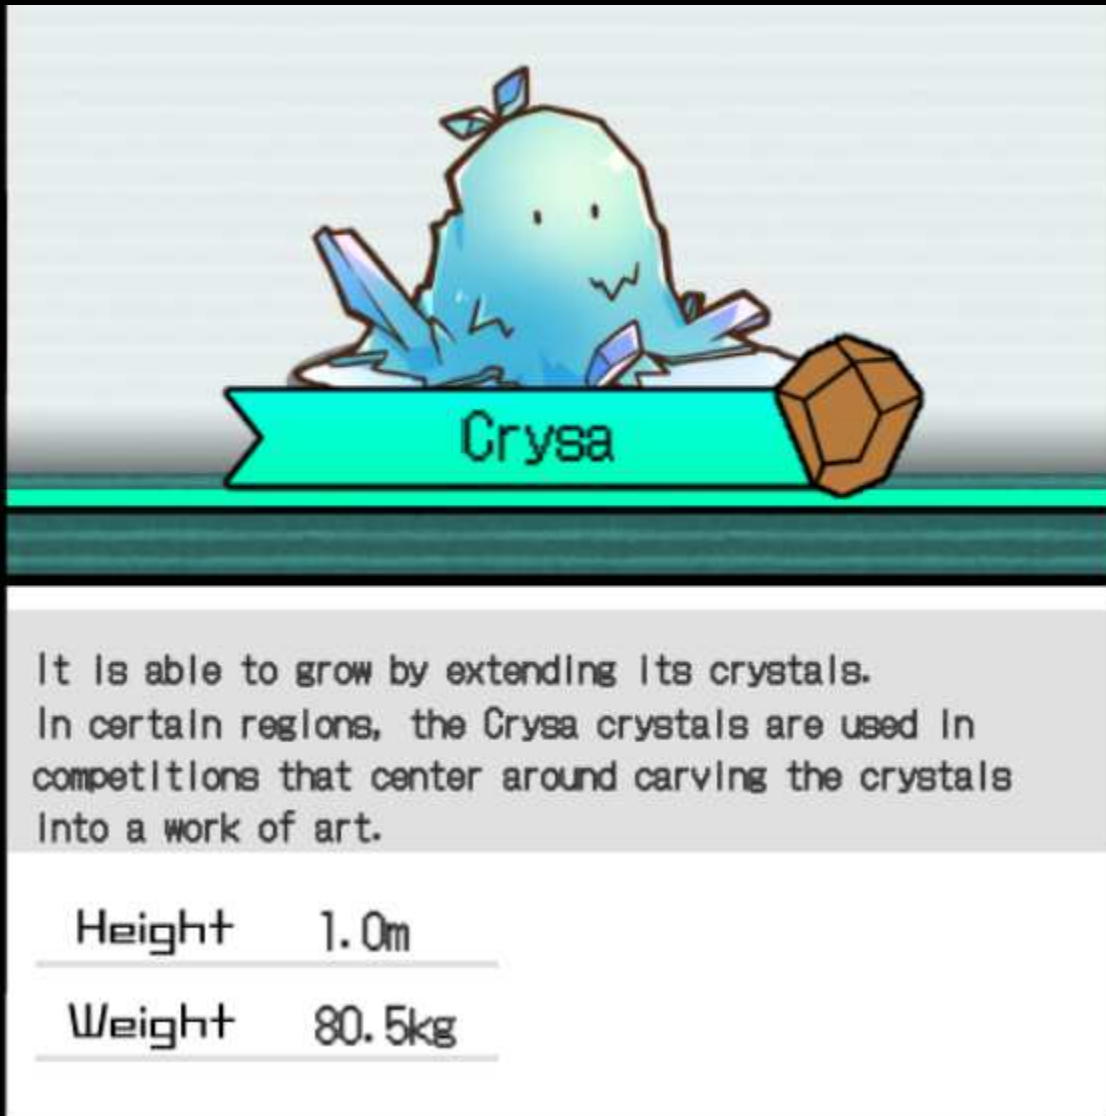 Crysa
It is able to grow by extending its crystals.
In certain regions, the Crysa crystals are used in
competitions that center around carving the crystals
into a work of art.
Height 1.0m
Weight 80.5kg